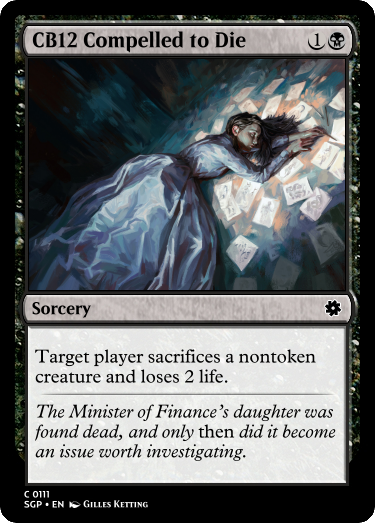 CB12 Compelled to Die 1
Sorcery
Target player sacrifices a nontoken
creature and loses 2 life.
The Minister of Finance's daughter was
found dead, and only then did it become
an issue worth investigating.
C 0111
SGP • EN Gilles Ketting